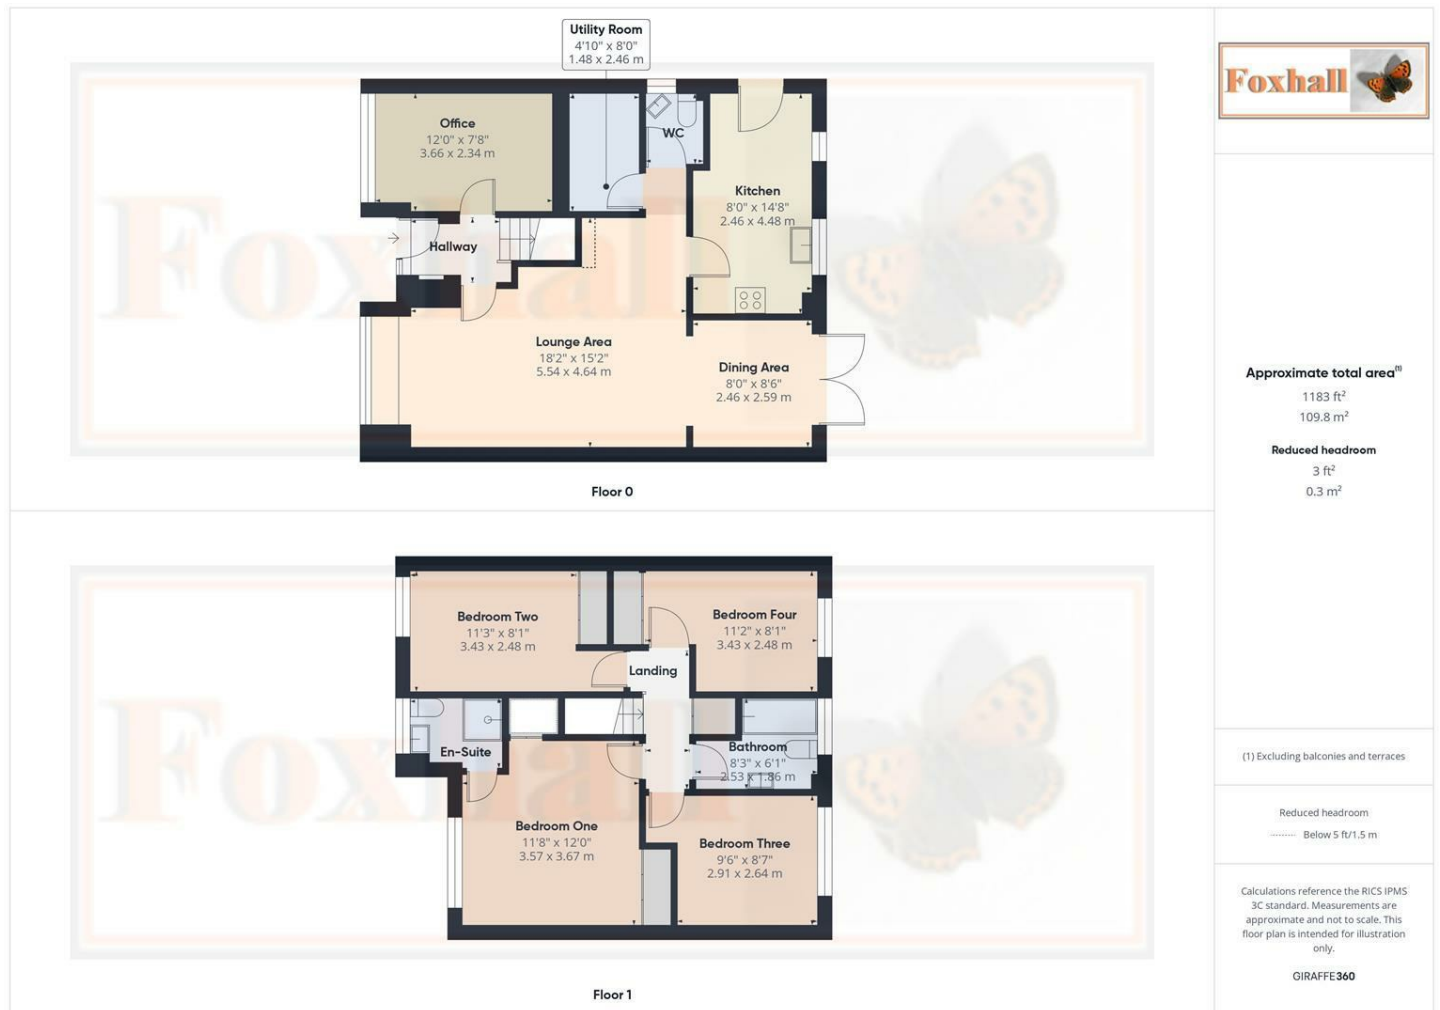 Utility Room
4'10" x 8'0"
1.48 x 2.46 m
Office
12'0" x 7'8"
3.66 x 2.34 m
WC
Kitchen
8'0" x 14'8"
2.46 x 4.48 m
Hallway
Lounge Area
18'2" x 15'2"
5.54 x 4.64 m
Dining Area
8'0" x 8'6"
2.46 x 2.59 m
Foxhall
Floor 0
Bedroom Two
11'3" x 8'1"
3.43 x 2.48 m
Bedroom Four
11'2" x 8'1"
3.43 x 2.48 m
Landing
En-Suite
Bathroom
8'3" x 6'1"
2.53 x 1.86 m
Bedroom One
11'8" x 12'0"
3.57 x 3.67 m
Bedroom Three
9'6" x 8'7"
2.91 x 2.64 m
Foxhall
Floor 1
Foxhall
Approximate total area(1)
1183 ft²
109.8 m²
Reduced headroom
3 ft²
0.3 m²
(1) Excluding balconies and terraces
Reduced headroom
Below 5 ft/1.5 m
Calculations reference the RICS IPMS
3C standard. Measurements are
approximate and not to scale. This
floor plan is intended for illustration
only.
GIRAFFE360